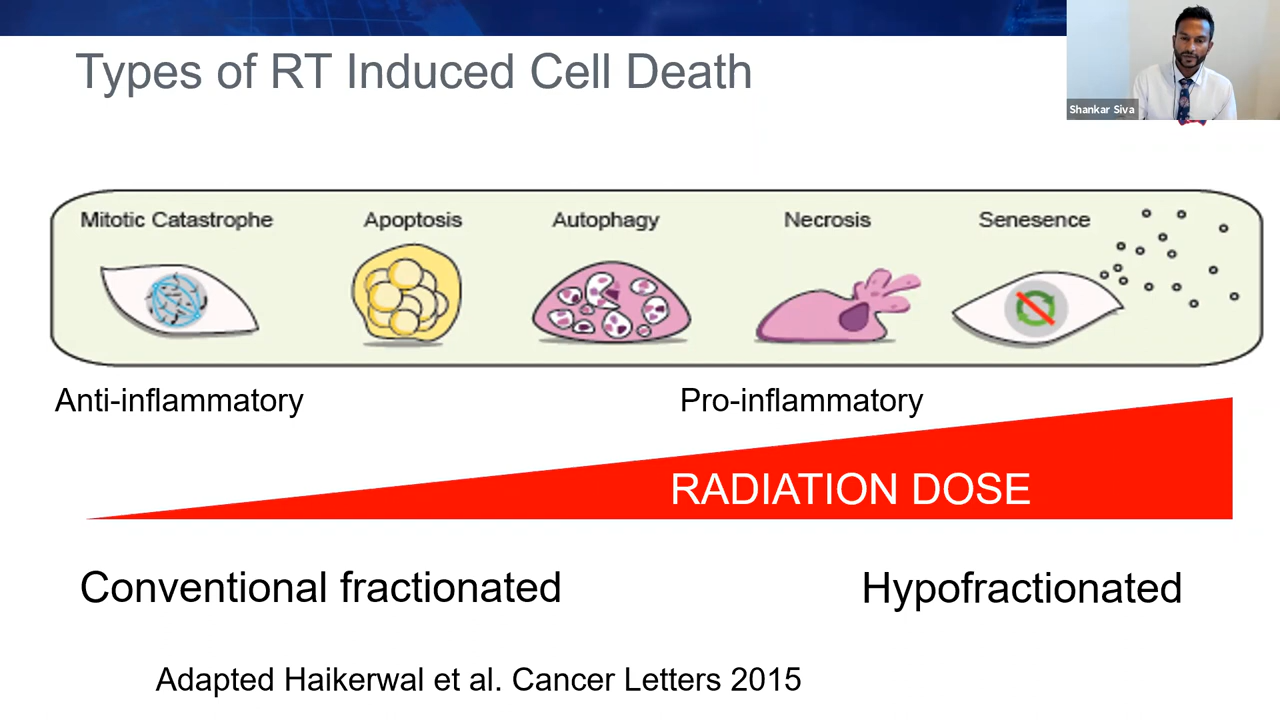 Types of RT Induced Cell Death
Shankar Siva
Mitotic Catastrophe
Apoptosis
Autophagy
Necrosis
Senesence
Anti-inflammatory
Pro-inflammatory
RADIATION DOSE
Conventional fractionated
Hypofractionated
Adapted Haikerwal et al. Cancer Letters 2015